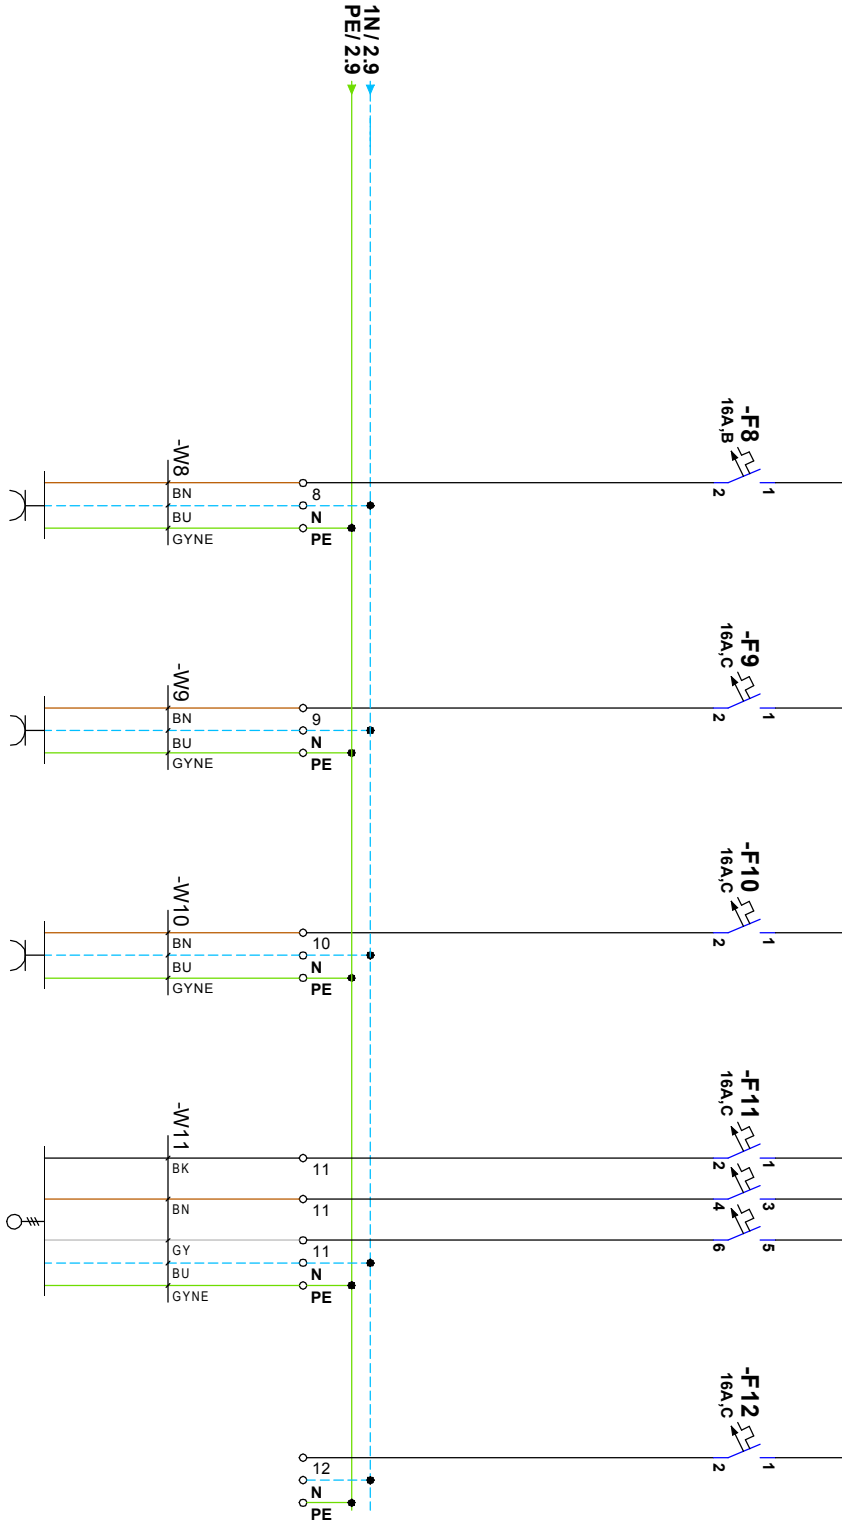 1N/ 2.9
PE/ 2.9
-F8
16A,B
1
2
-W8
BN
BU
GYNE
8
N
PE
-F9
16A,C
1
2
-W9
BN
BU
GYNE
9
N
PE
-F10
16A,C
1
2
-W10
BN
BU
GYNE
10
N
PE
-F11
16A,C
1
2
3
4
5
6
-W11
BK
BN
GY
BU
GYNE
11
11
11
N
PE
-F12
16A,C
1
2
12
N
PE